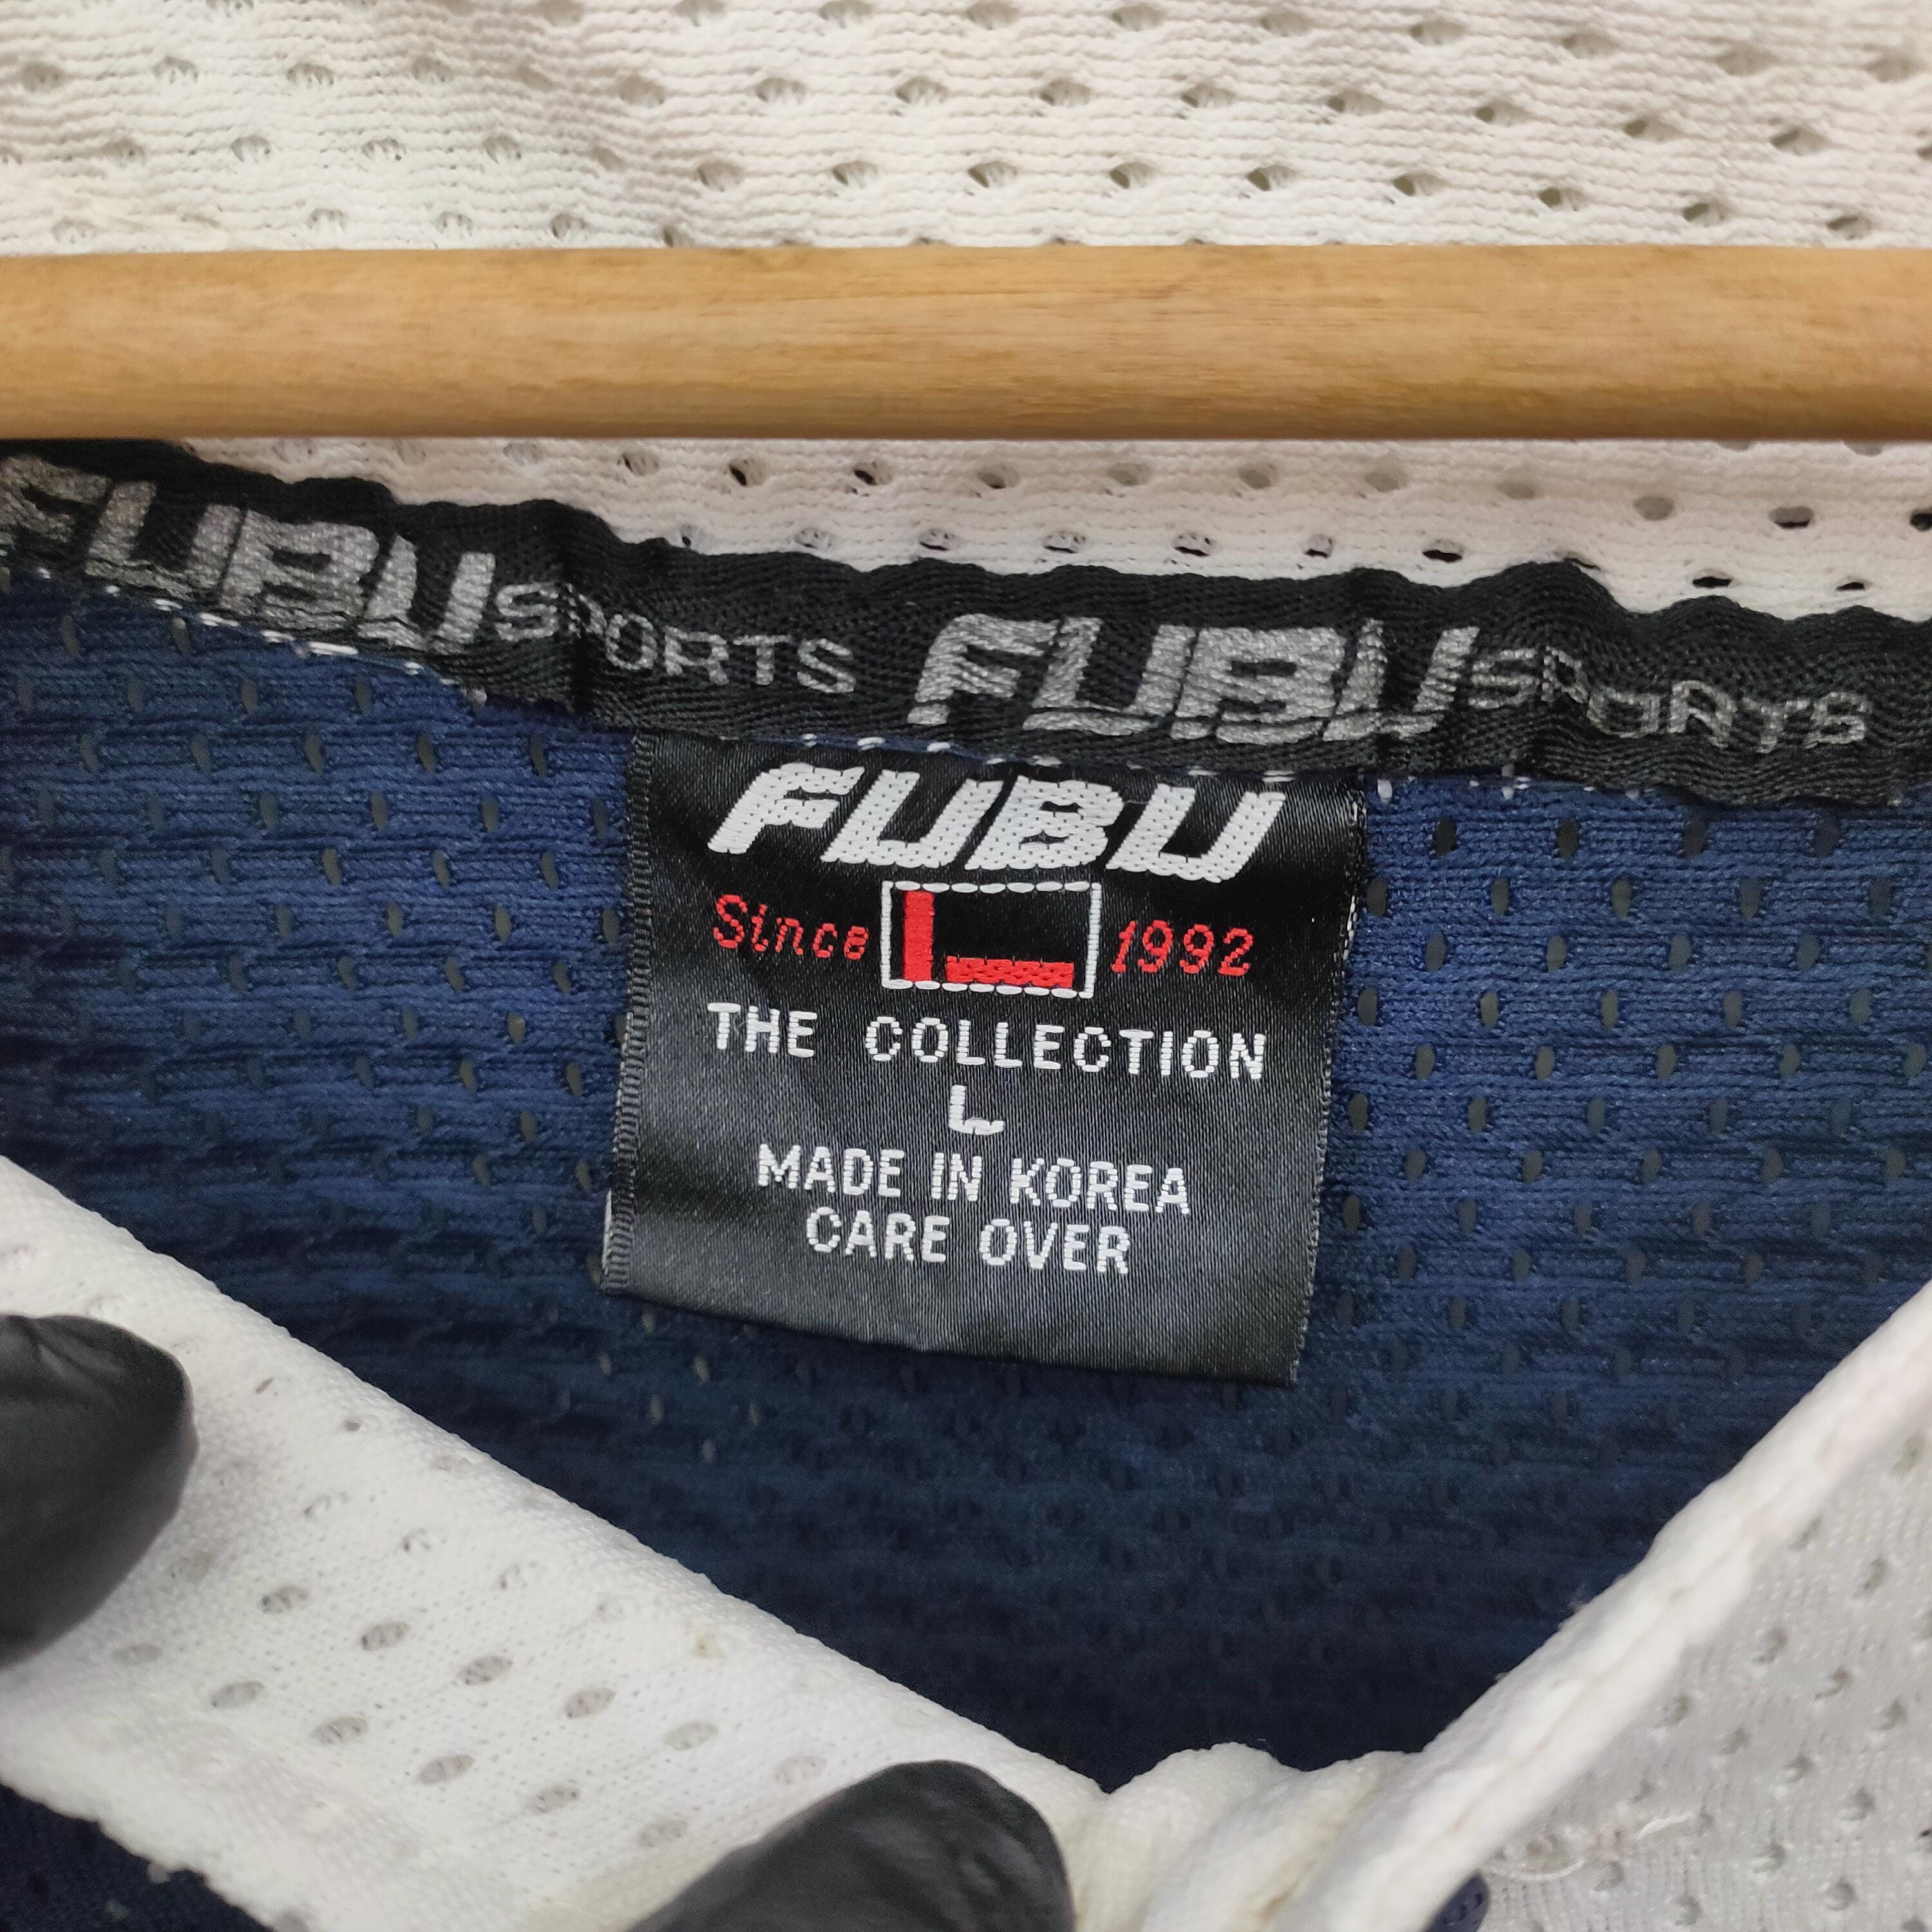 FUBU SPORTS FUBU SPORTS
FUBU
Since L 1992
THE COLLECTION
L
MADE IN KOREA
CARE OVER